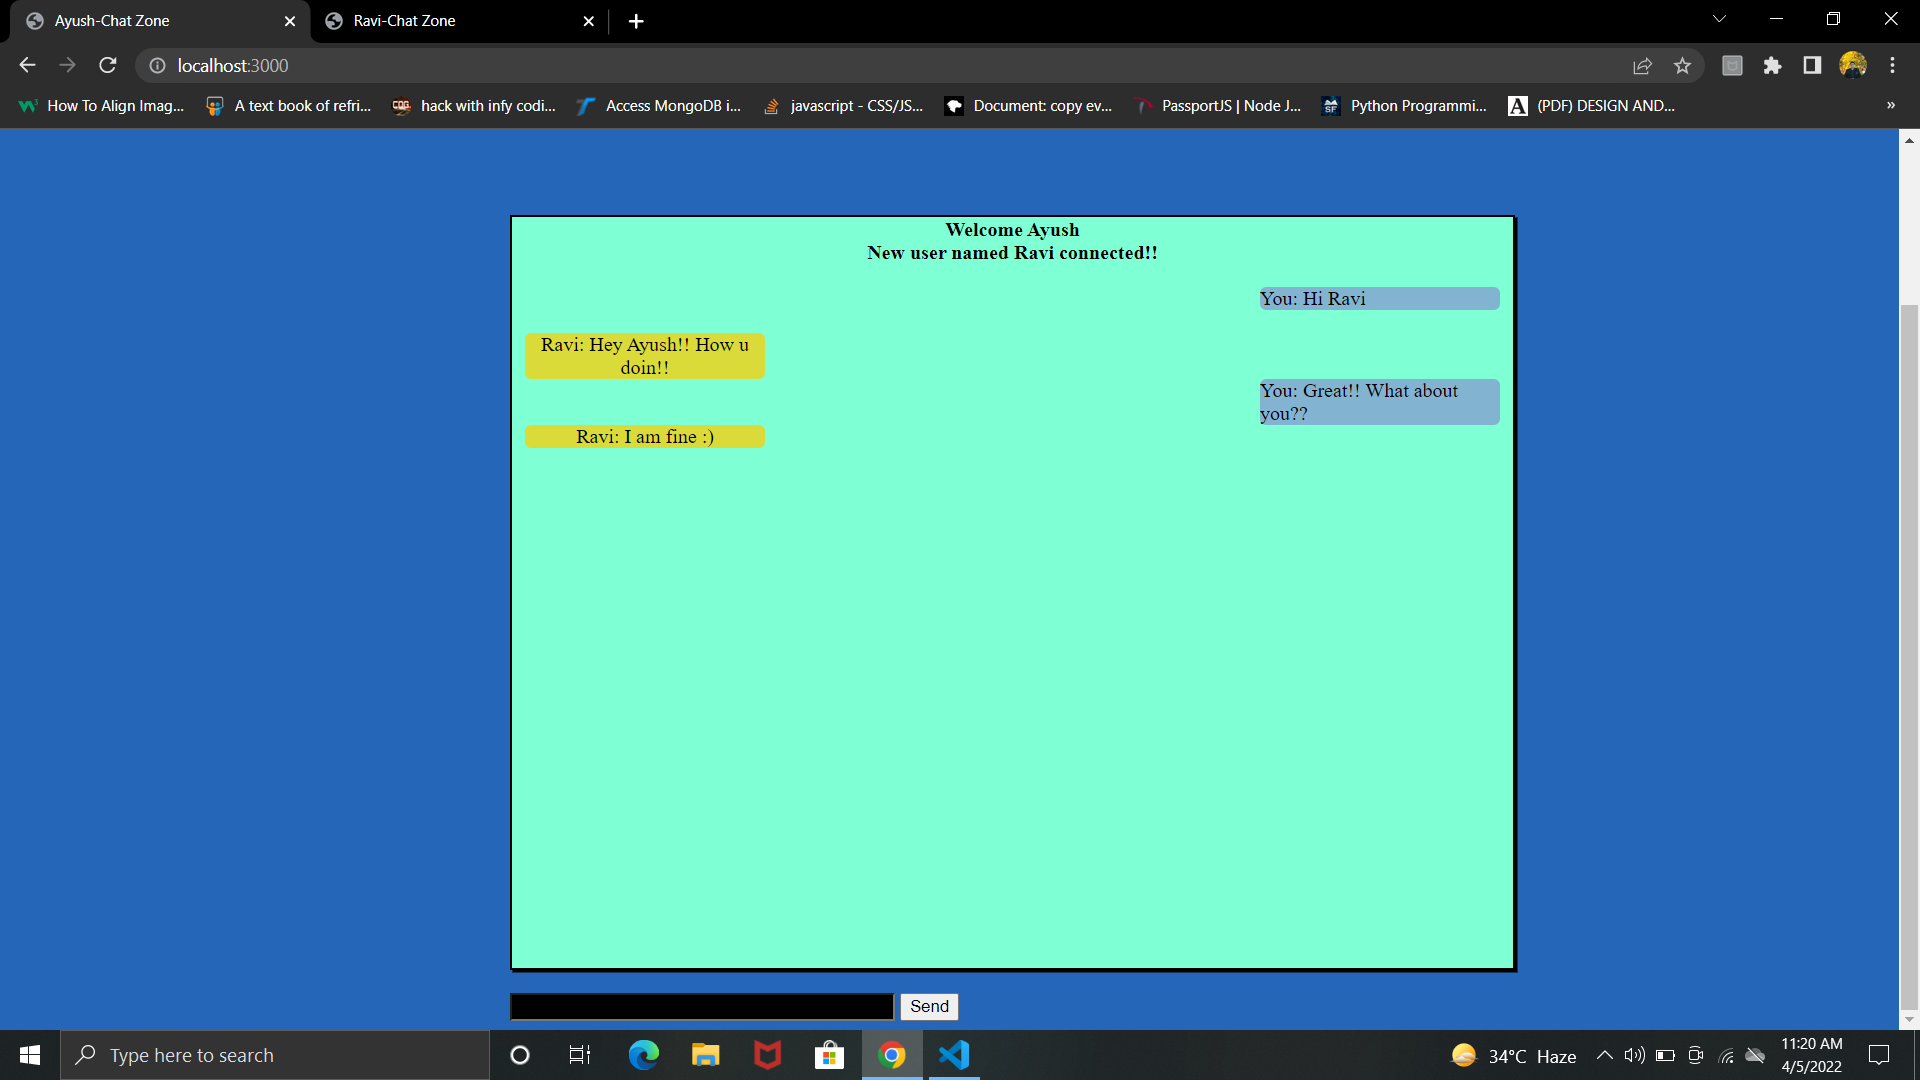 Ayush-Chat Zone
Ravi-Chat Zone
localhost:3000
How To Align Imag...
A text book of refri...
hack with infy codi...
Access MongoDB i...
javascript - CSS/JS...
Document: copy ev...
PassportJS | Node J...
Python Programmi...
(PDF) DESIGN AND...
Welcome Ayush
New user named Ravi connected!!
You: Hi Ravi
Ravi: Hey Ayush!! How u
doin!!
You: Great!! What about
you??
Ravi: I am fine :)
Send
Type here to search
34°C Haze
11:20 AM
4/5/2022